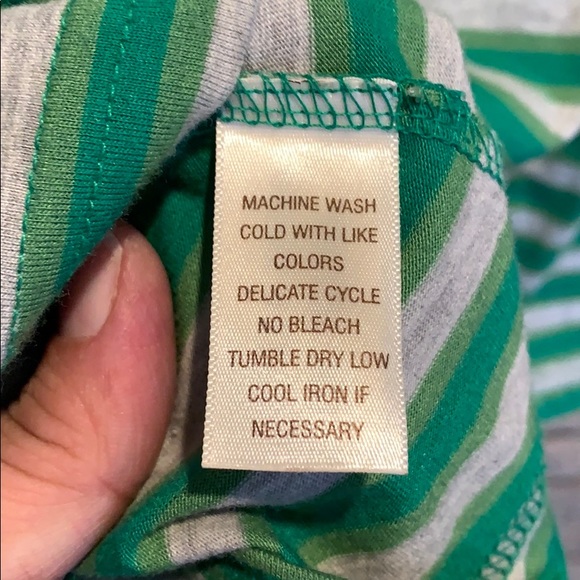 MACHINE WASH
COLD WITH LIKE
COLORS
DELICATE CYCLE
NO BLEACH
TUMBLE DRY LOW
COOL IRON IF
NECESSARY